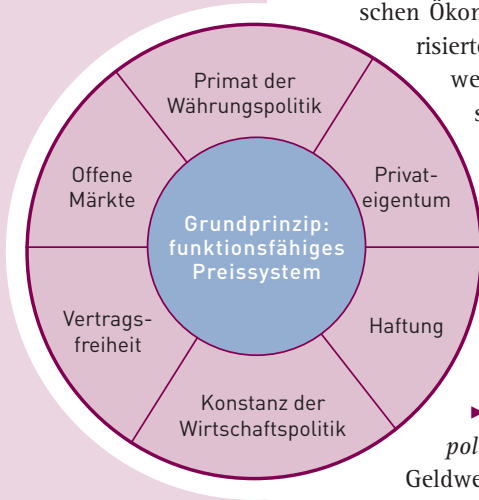 schen Ökon
risierte
we
s
Primat der
Währungspolitik
Offene
Märkte
Privat-
eigentum
Grundprinzip:
funktionsfähiges
Preissystem
Vertrags-
freiheit
Haftung
Konstanz der
Wirtschaftspolitik
▶
pol
Geldwe